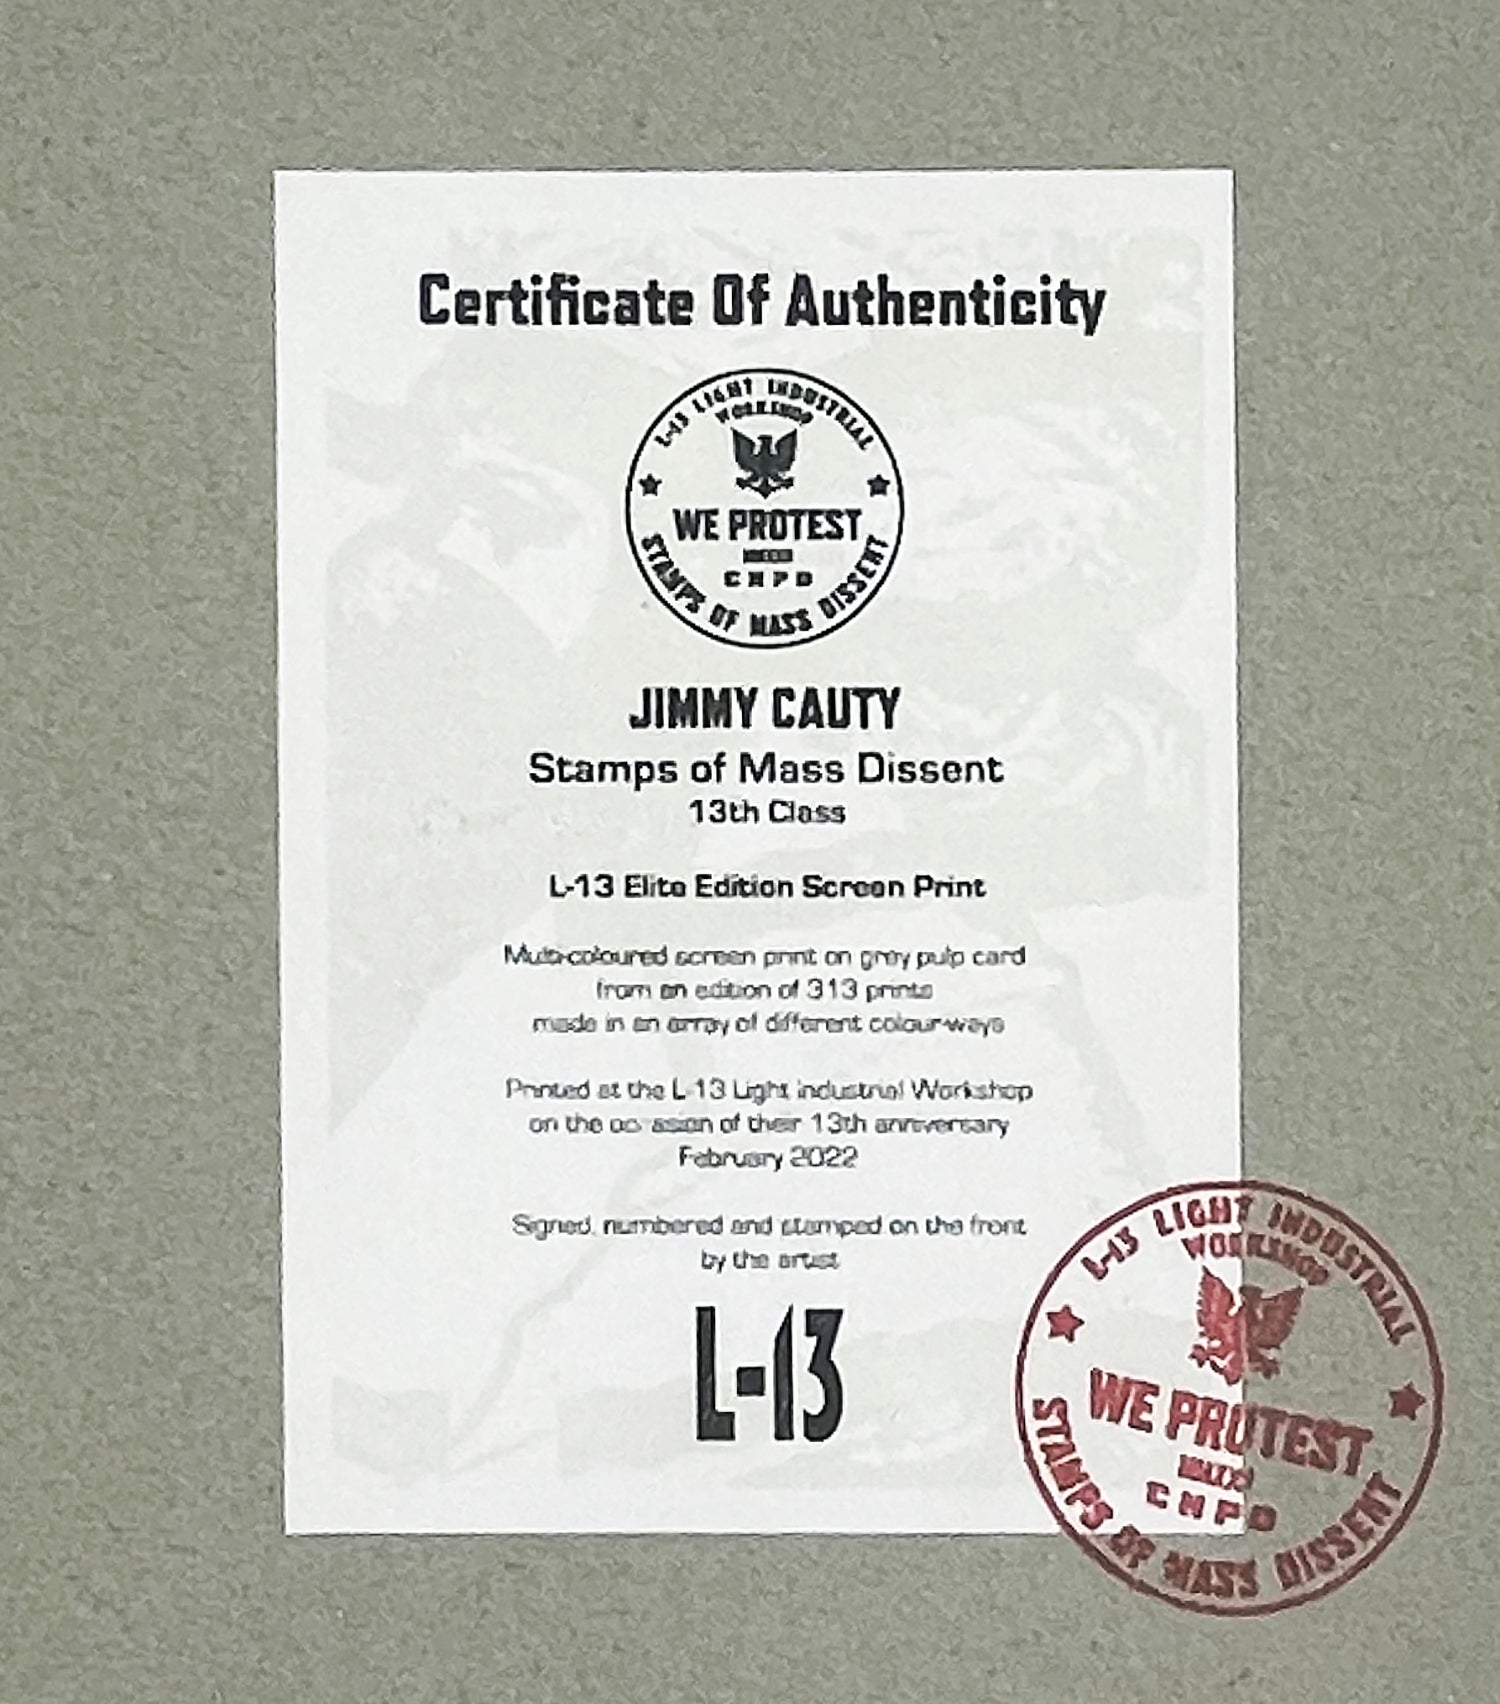 Certificate Of Authenticity
L-13 LIGHT INDUSTRIAL
WORKSHOP
WE PROTEST
CNPD
STAMPS OF MASS DISSENT
JIMMY CAUTY
Stamps of Mass Dissent
13th Class
L-13 Elite Edition Screen Print
Multi-coloured screen print on grey pulp card
from an edition of 313 prints
made in an array of different colour-ways
Printed at the L-13 Light Industrial Workshop
on the occasion of their 13th anniversary
February 2022
Signed, numbered and stamped on the front
by the artist
L-13
L-13 LIGHT INDUSTRIAL
WORKSHOP
WE PROTEST
CNPD
STAMPS OF MASS DISSENT